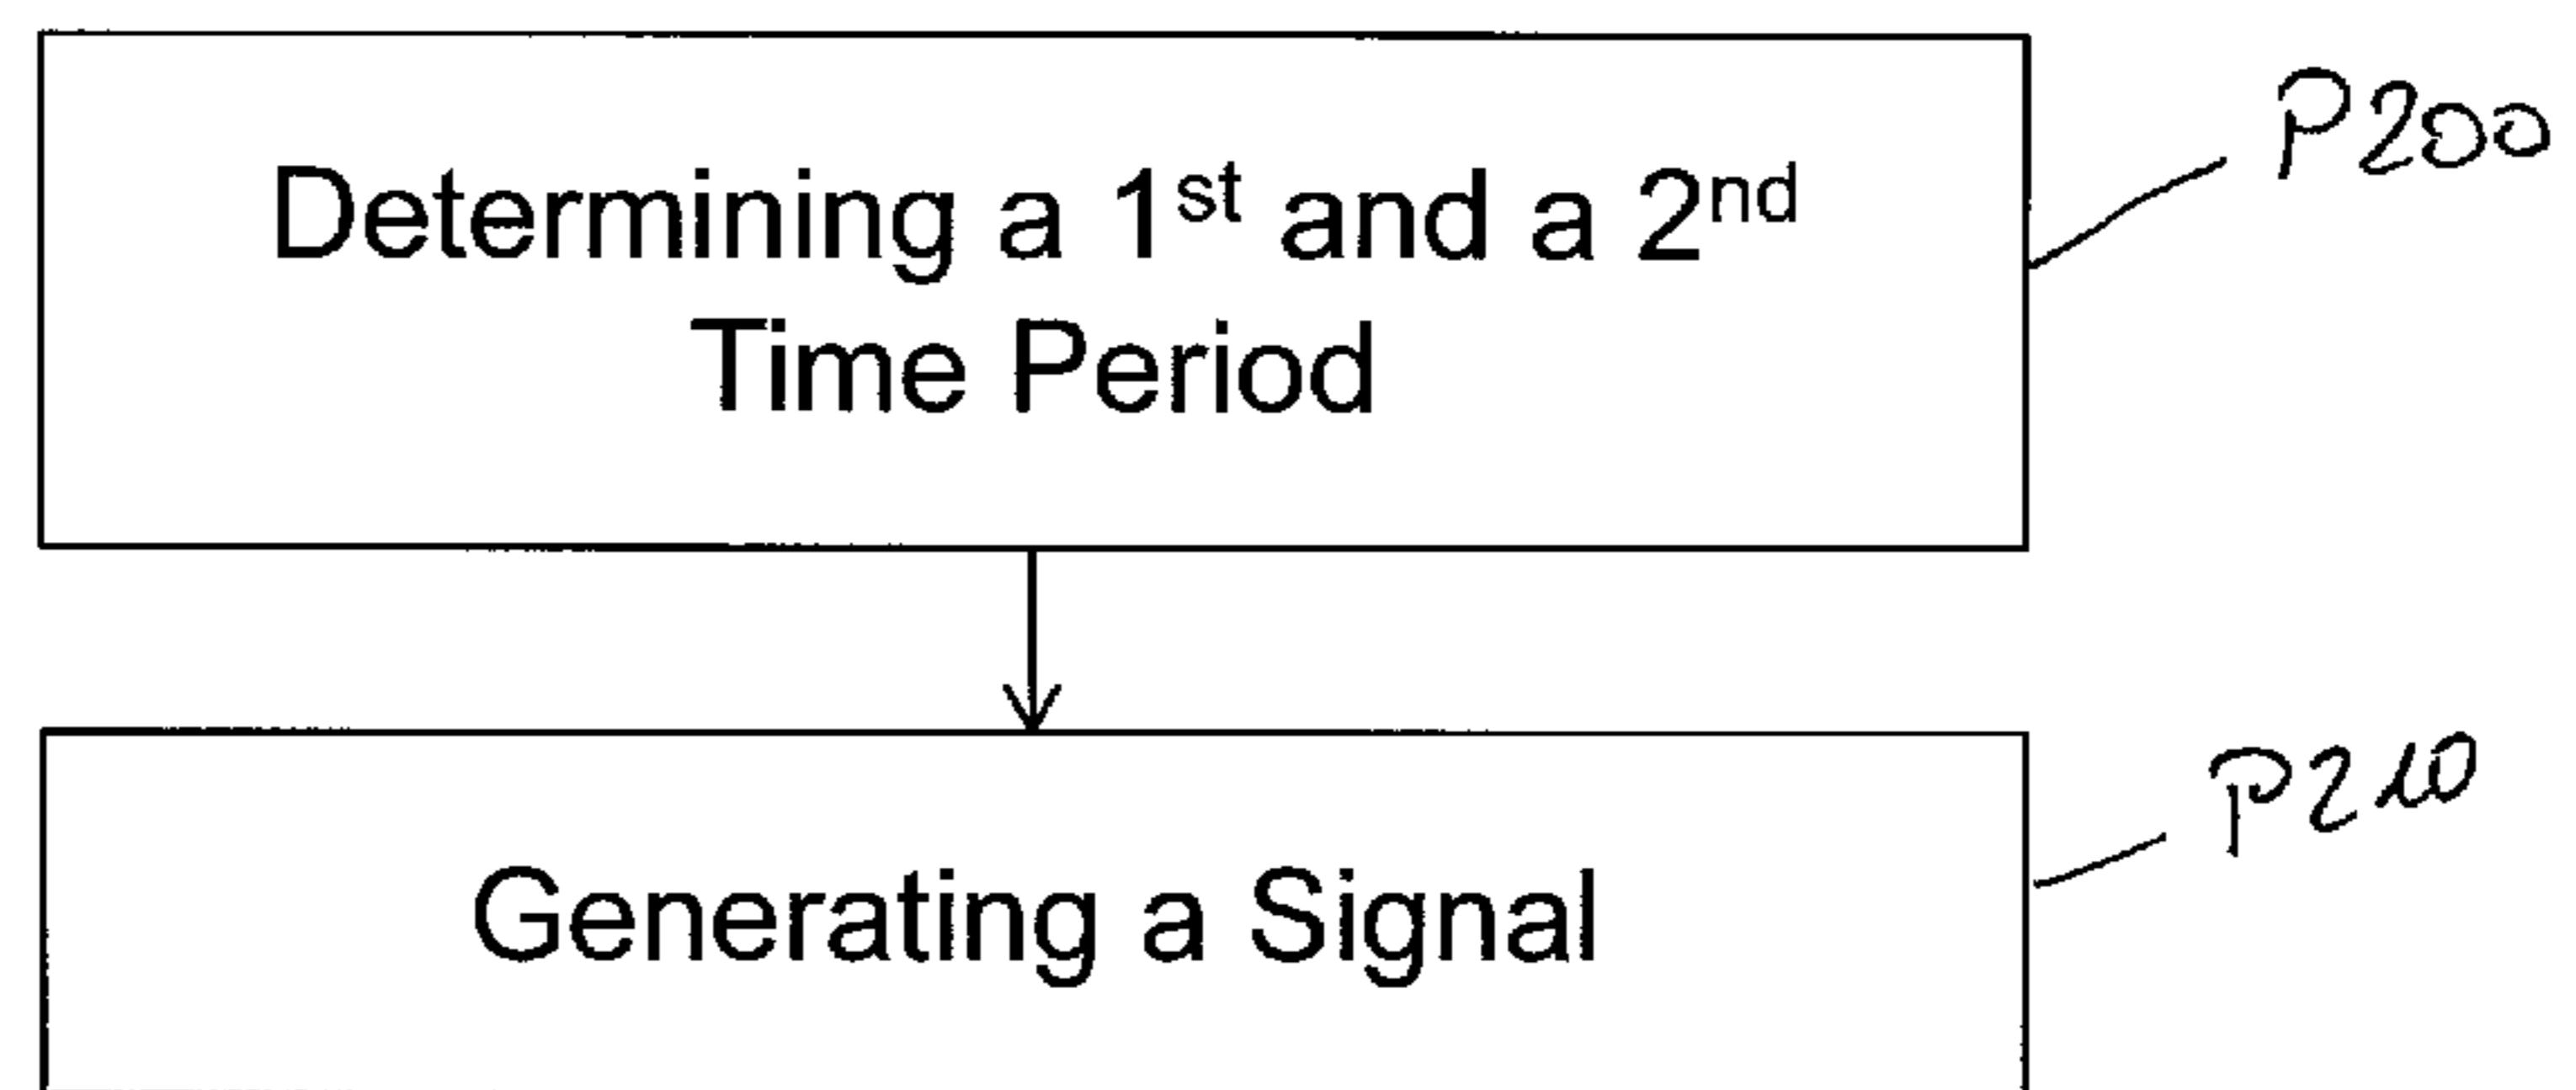 Determining a 1st and a 2nd
Time Period
P200
Generating a Signal
P210